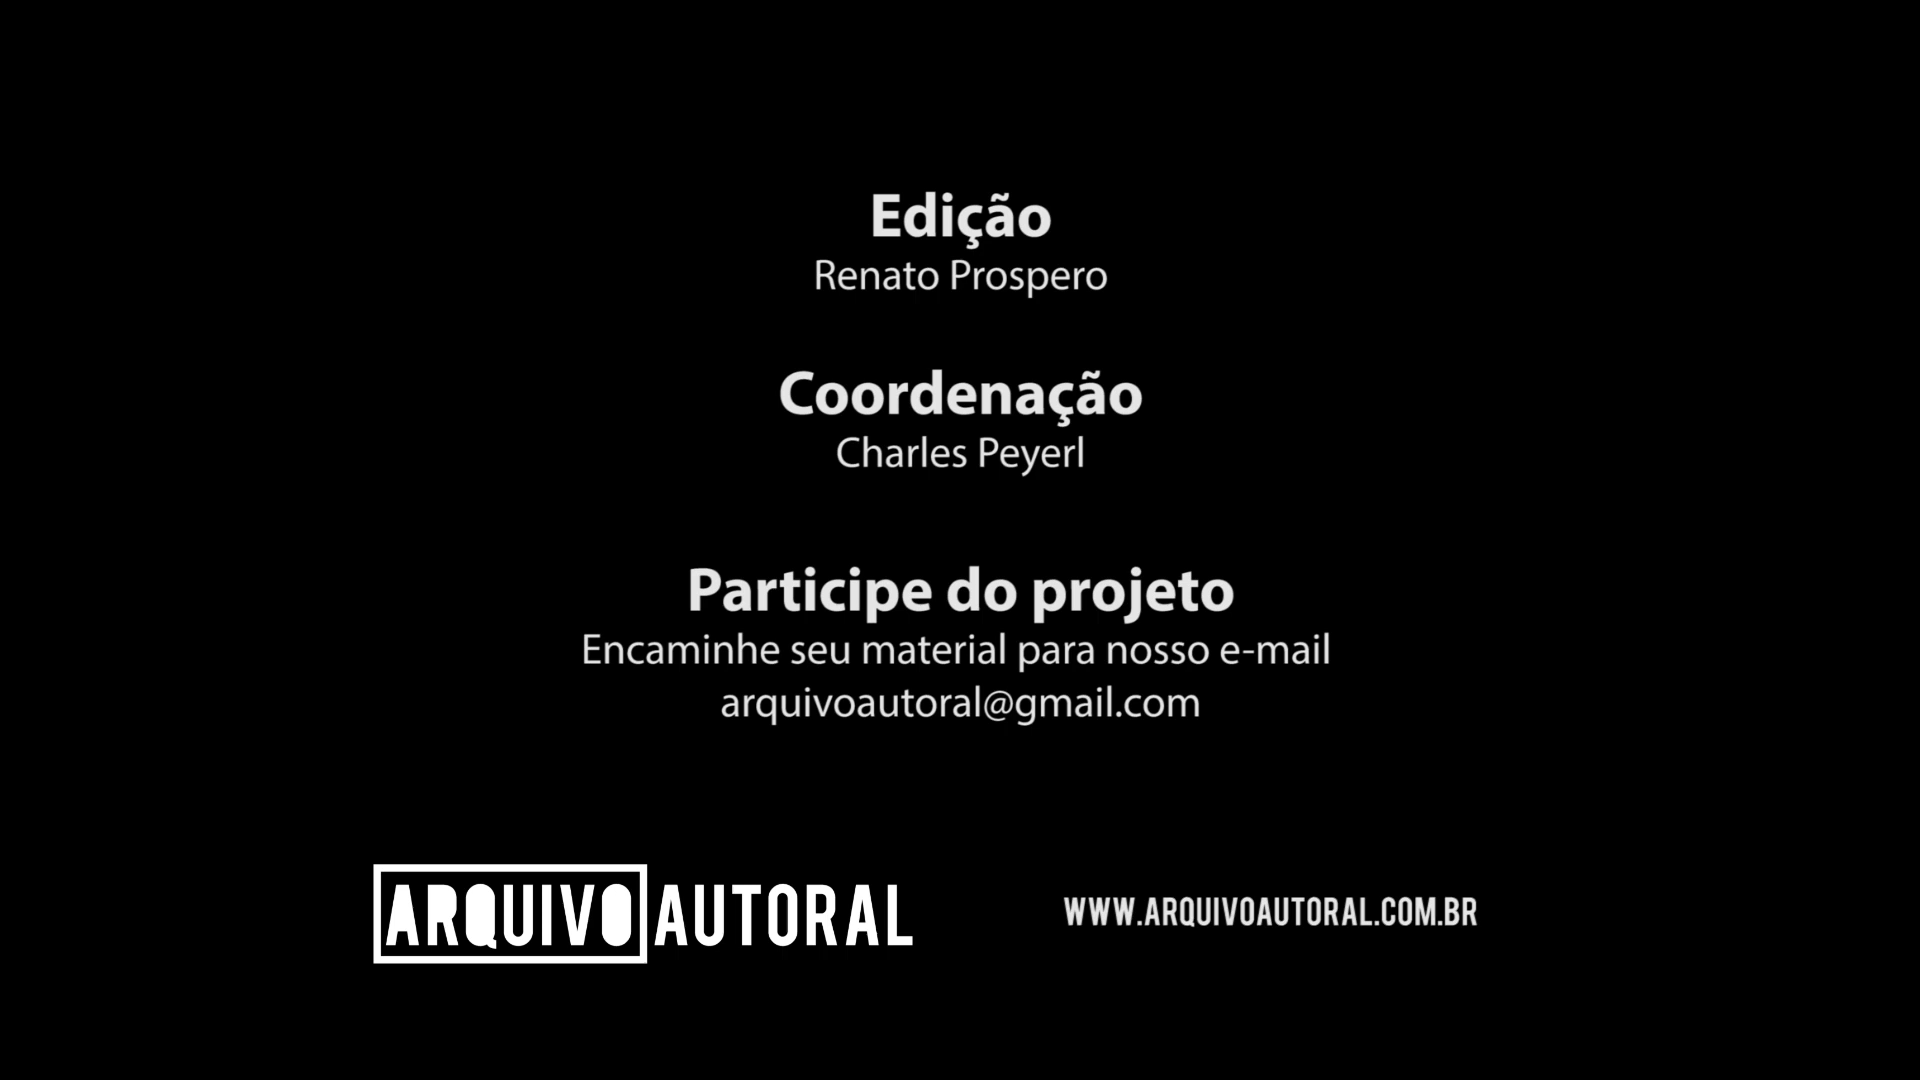 Edição
Renato Prospero
Coordenação
Charles Peyerl
Participe do projeto
Encaminhe seu material para nosso e-mail
arquivoautoral@gmail.com
ARQUIVO AUTORAL
WWW.ARQUIVOAUTORAL.COM.BR